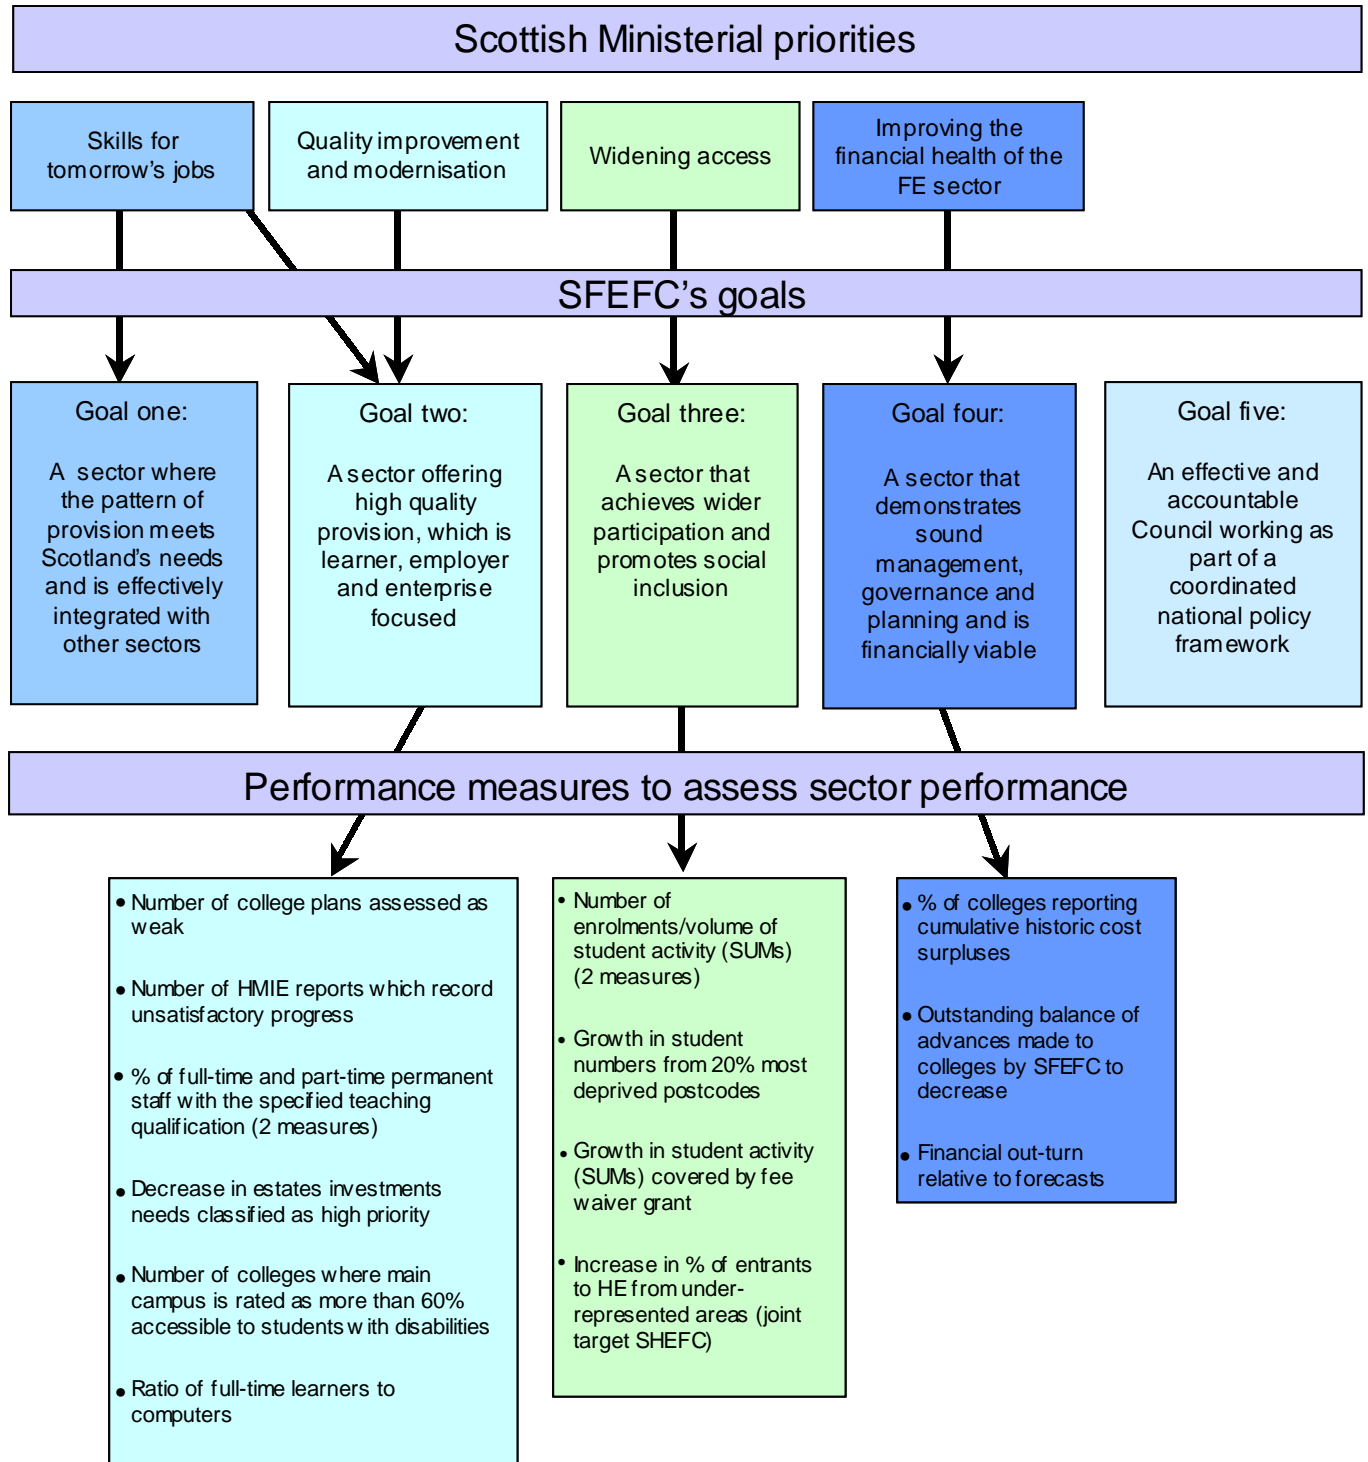 Scottish Ministerial priorities
Skills for
tomorrow's jobs
Quality improvement
and modernisation
Widening access
Improving the
financial health of the
FE sector
SFEFC's goals
Goal one:
A sector where
the pattern of
provision meets
Scotland's needs
and is effectively
integrated with
other sectors
Goal two:
A sector offering
high quality
provision, which is
learner, employer
and enterprise
focused
Goal three:
A sector that
achieves wider
participation and
promotes social
inclusion
Goal four:
A sector that
demonstrates
sound
management,
governance and
planning and is
financially viable
Goal five:
An effective and
accountable
Council working as
part of a
coordinated
national policy
framework
Performance measures to assess sector performance
• Number of college plans assessed as
weak
• Number of HMIE reports which record
unsatisfactory progress
• % of full-time and part-time permanent
staff with the specified teaching
qualification (2 measures)
• Decrease in estates investments
needs classified as high priority
• Number of colleges where main
campus is rated as more than 60%
accessible to students with disabilities
• Ratio of full-time learners to
computers
• Number of
enrolments/volume of
student activity (SUMs)
(2 measures)
• Growth in student
numbers from 20% most
deprived postcodes
• Growth in student activity
(SUMs) covered by fee
waiver grant
• Increase in % of entrants
to HE from under-
represented areas (joint
target SHEFC)
• % of colleges reporting
cumulative historic cost
surpluses
• Outstanding balance of
advances made to
colleges by SFEFC to
decrease
• Financial out-turn
relative to forecasts